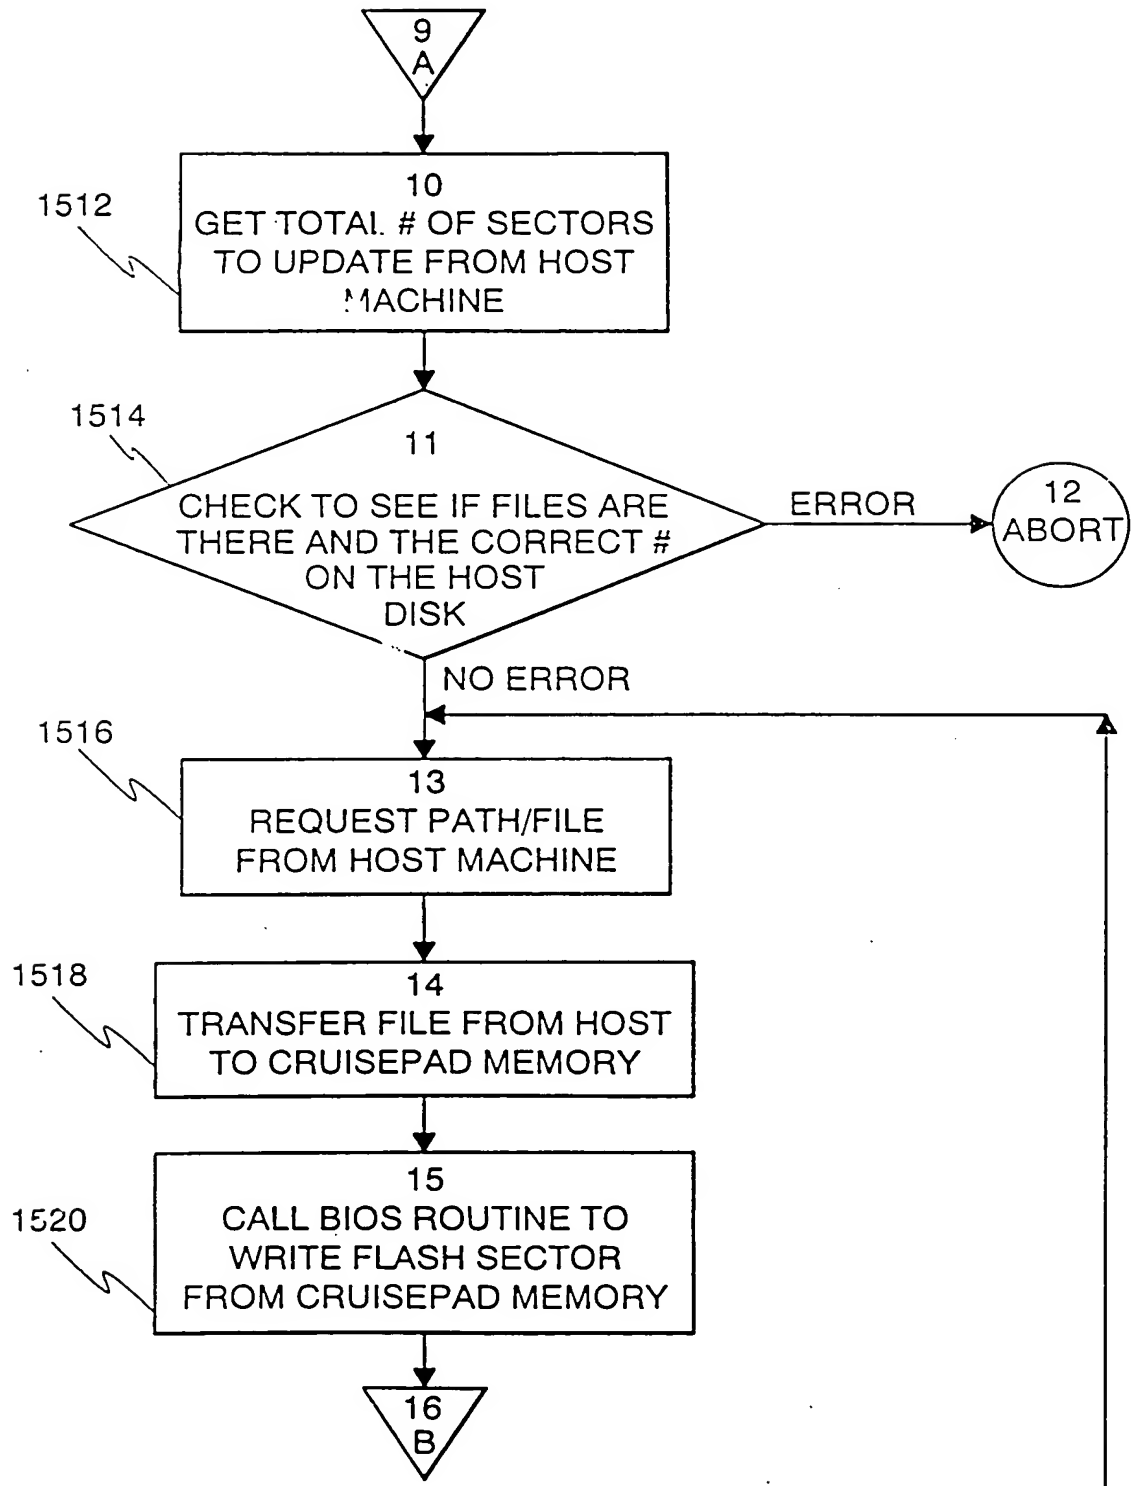 9
A
10
1512
GET TOTAL # OF SECTORS
TO UPDATE FROM HOST
MACHINE
1514
11
CHECK TO SEE IF FILES ARE
THERE AND THE CORRECT #
ON THE HOST
DISK
ERROR
12
ABORT
NO ERROR
1516
13
REQUEST PATH/FILE
FROM HOST MACHINE
1518
14
TRANSFER FILE FROM HOST
TO CRUISEPAD MEMORY
15
1520
CALL BIOS ROUTINE TO
WRITE FLASH SECTOR
FROM CRUISEPAD MEMORY
16
B